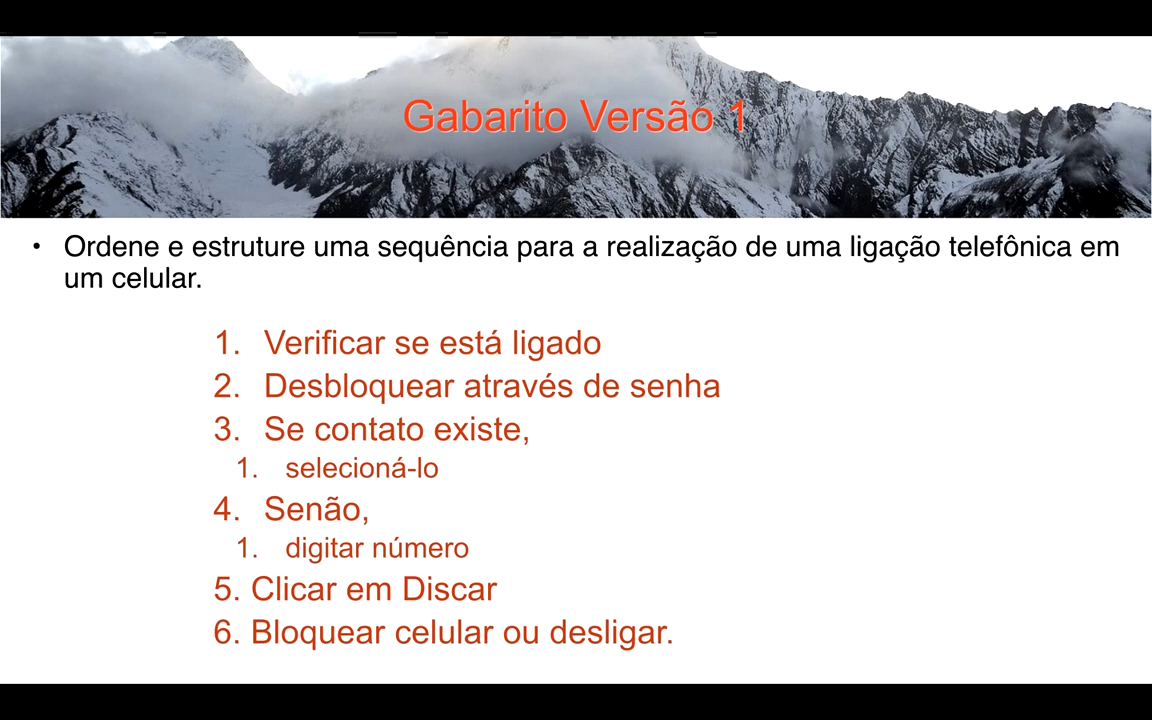 Gabarito Versão 1
• Ordene e estruture uma sequência para a realização de uma ligação telefônica em
um celular.
1. Verificar se está ligado
2. Desbloquear através de senha
3. Se contato existe,
1. selecioná-lo
4. Senão,
1. digitar número
5. Clicar em Discar
6. Bloquear celular ou desligar.